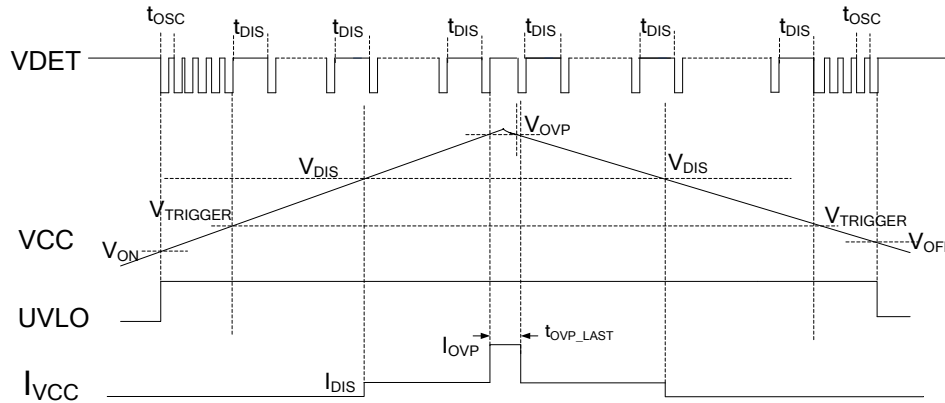 tOSC tDIS tDIS tDIS tDIS tDIS tDIS tOSC
VDET
VOVP
VDIS VDIS
VTRIGGER VTRIGGER
VCC VON VOF
UVLO
IOVP tOVP_LAST
IVCC IDIS